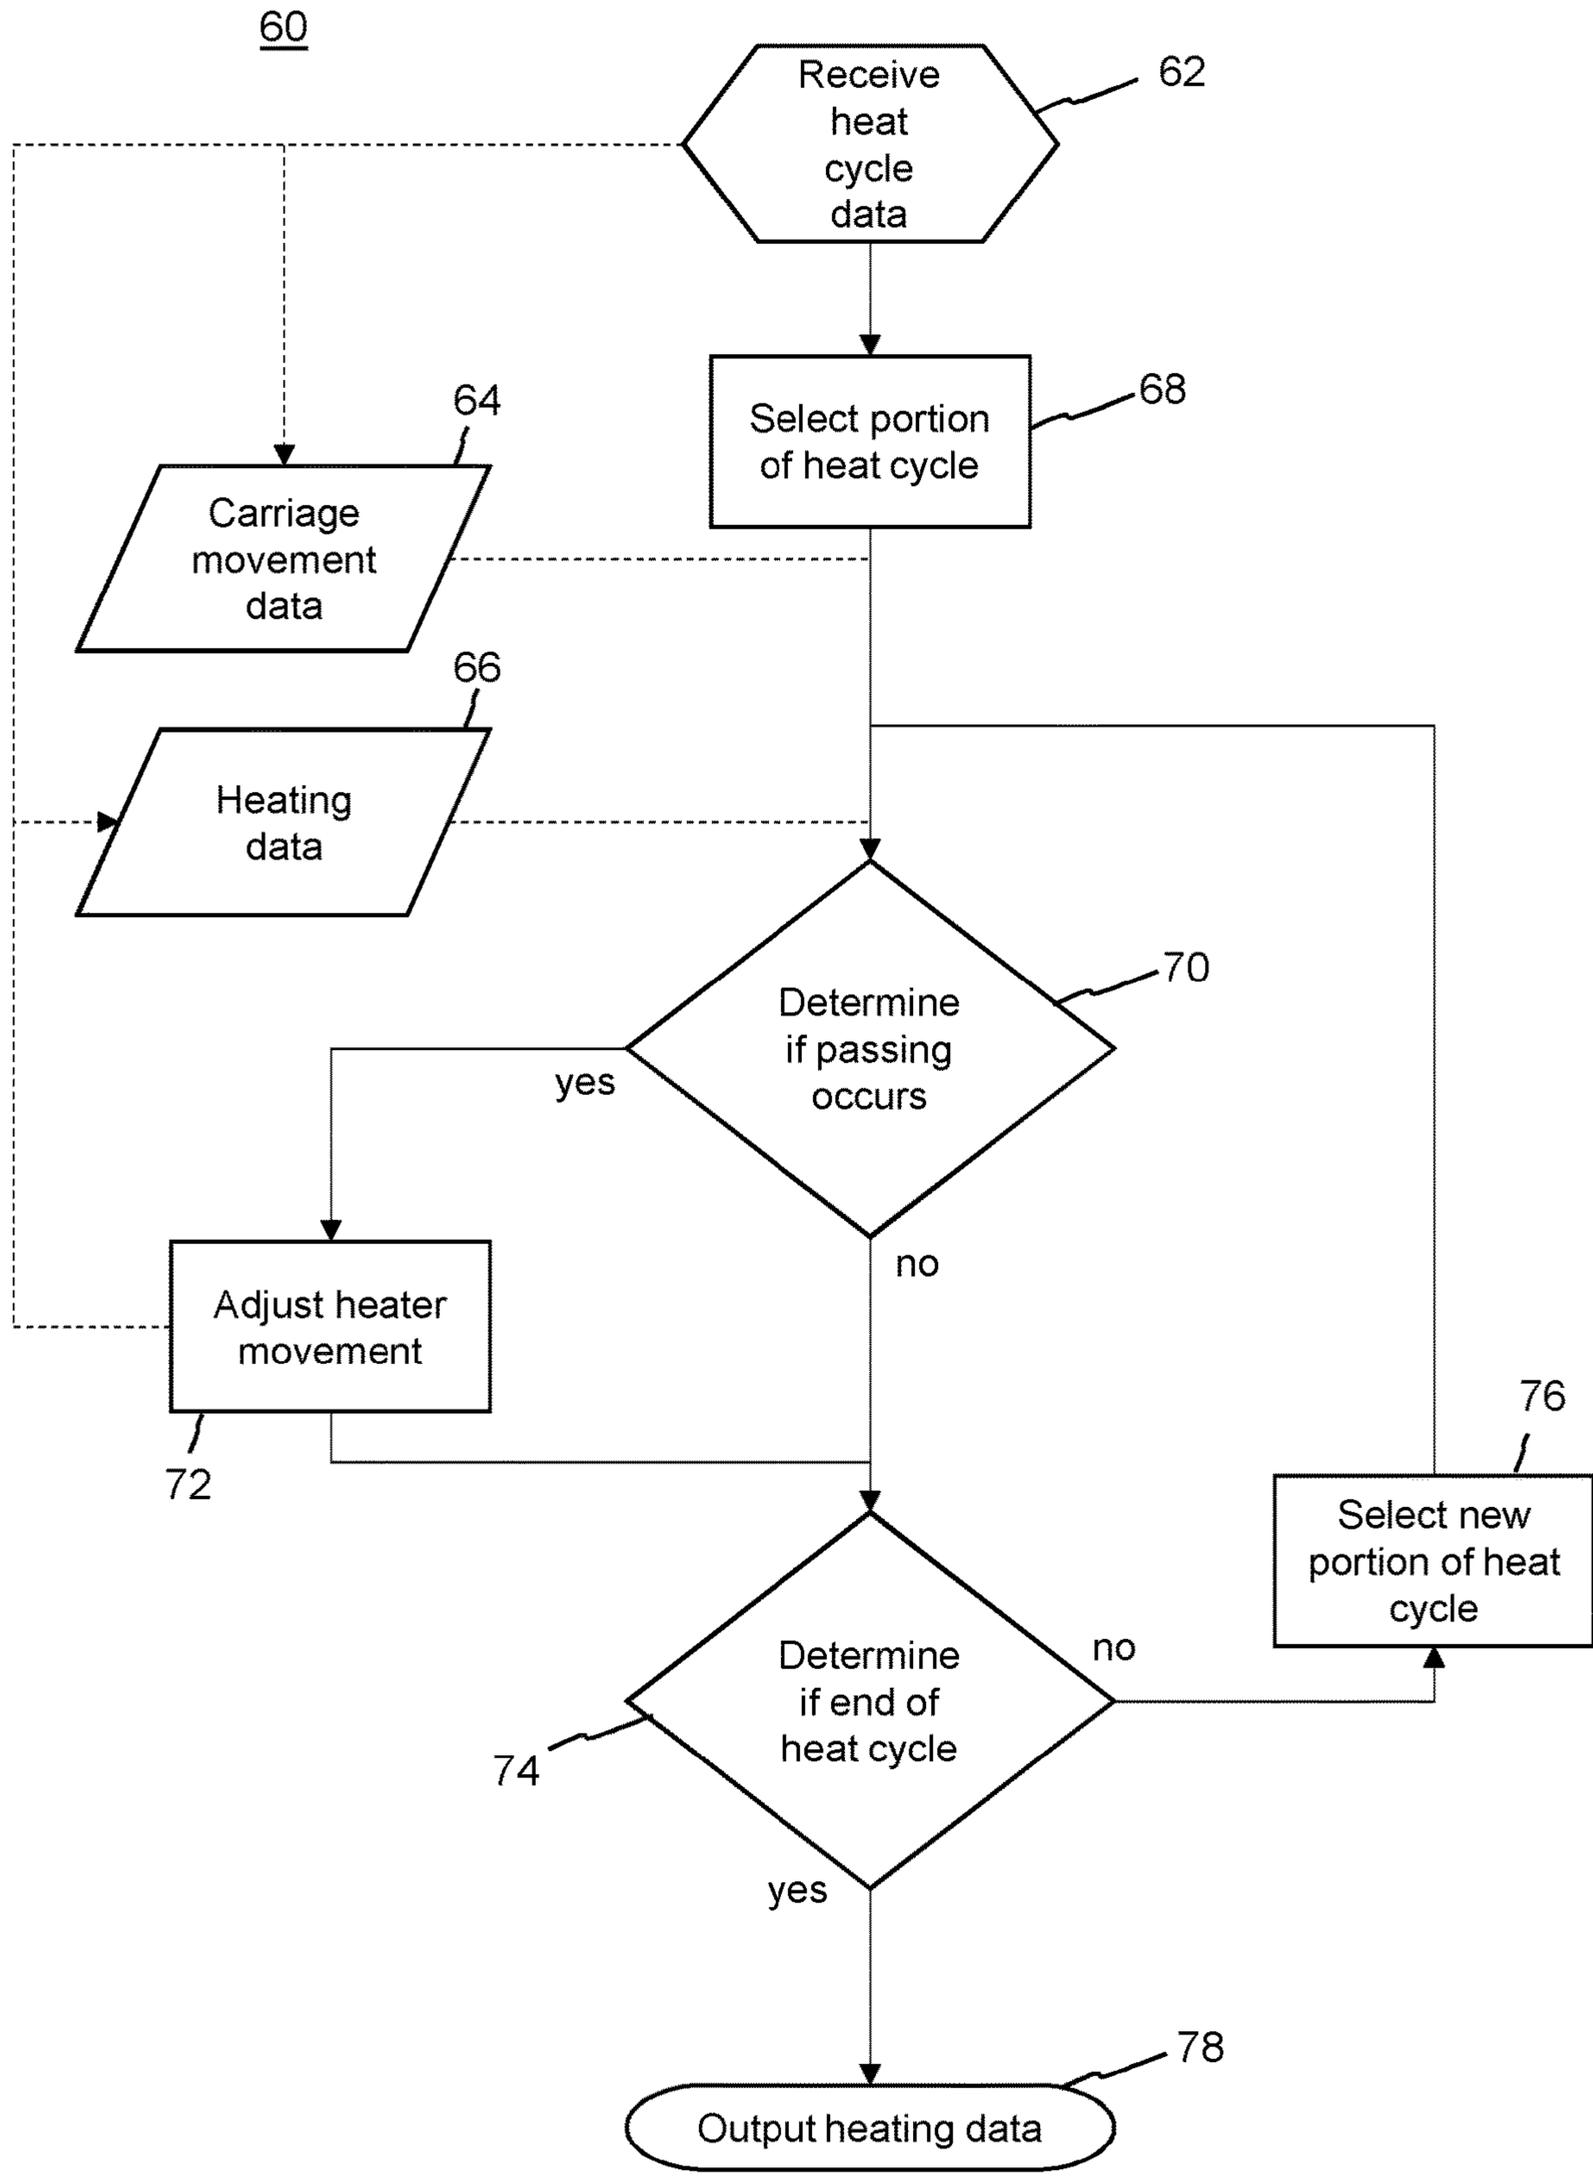 60
Receive
heat
cycle
data
62
Select portion
of heat cycle
68
64
Carriage
movement
data
66
Heating
data
Determine
if passing
occurs
70
yes
no
Adjust heater
movement
72
76
Select new
portion of heat
cycle
Determine
if end of
heat cycle
no
74
yes
78
Output heating data